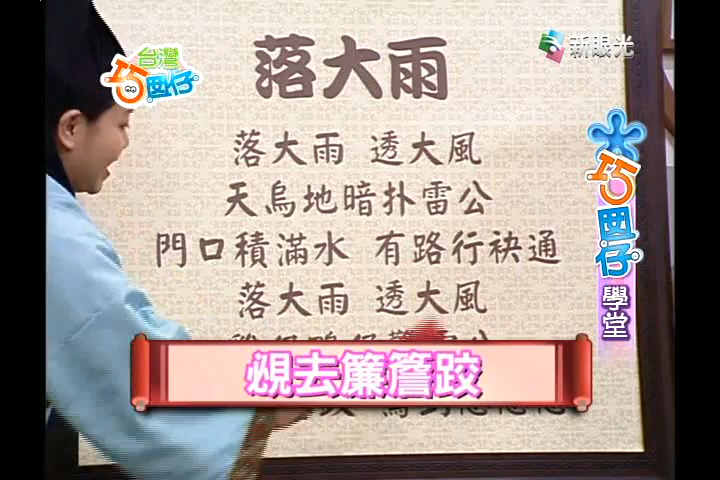 台灣
巧囡仔
新眼光
落大雨
落大雨 透大風
天烏地暗扑雷公
門口積滿水 有路行袂通
落大雨 透大風
覕去簾簷跤
巧囡仔
學堂